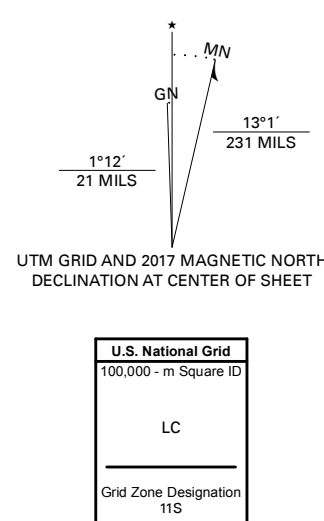 MN
GN
13°1´
231 MILS
1°12´
21 MILS
UTM GRID AND 2017 MAGNETIC NORTH
DECLINATION AT CENTER OF SHEET
U.S. National Grid
100,000 - m Square ID
LC
Grid Zone Designation
11S